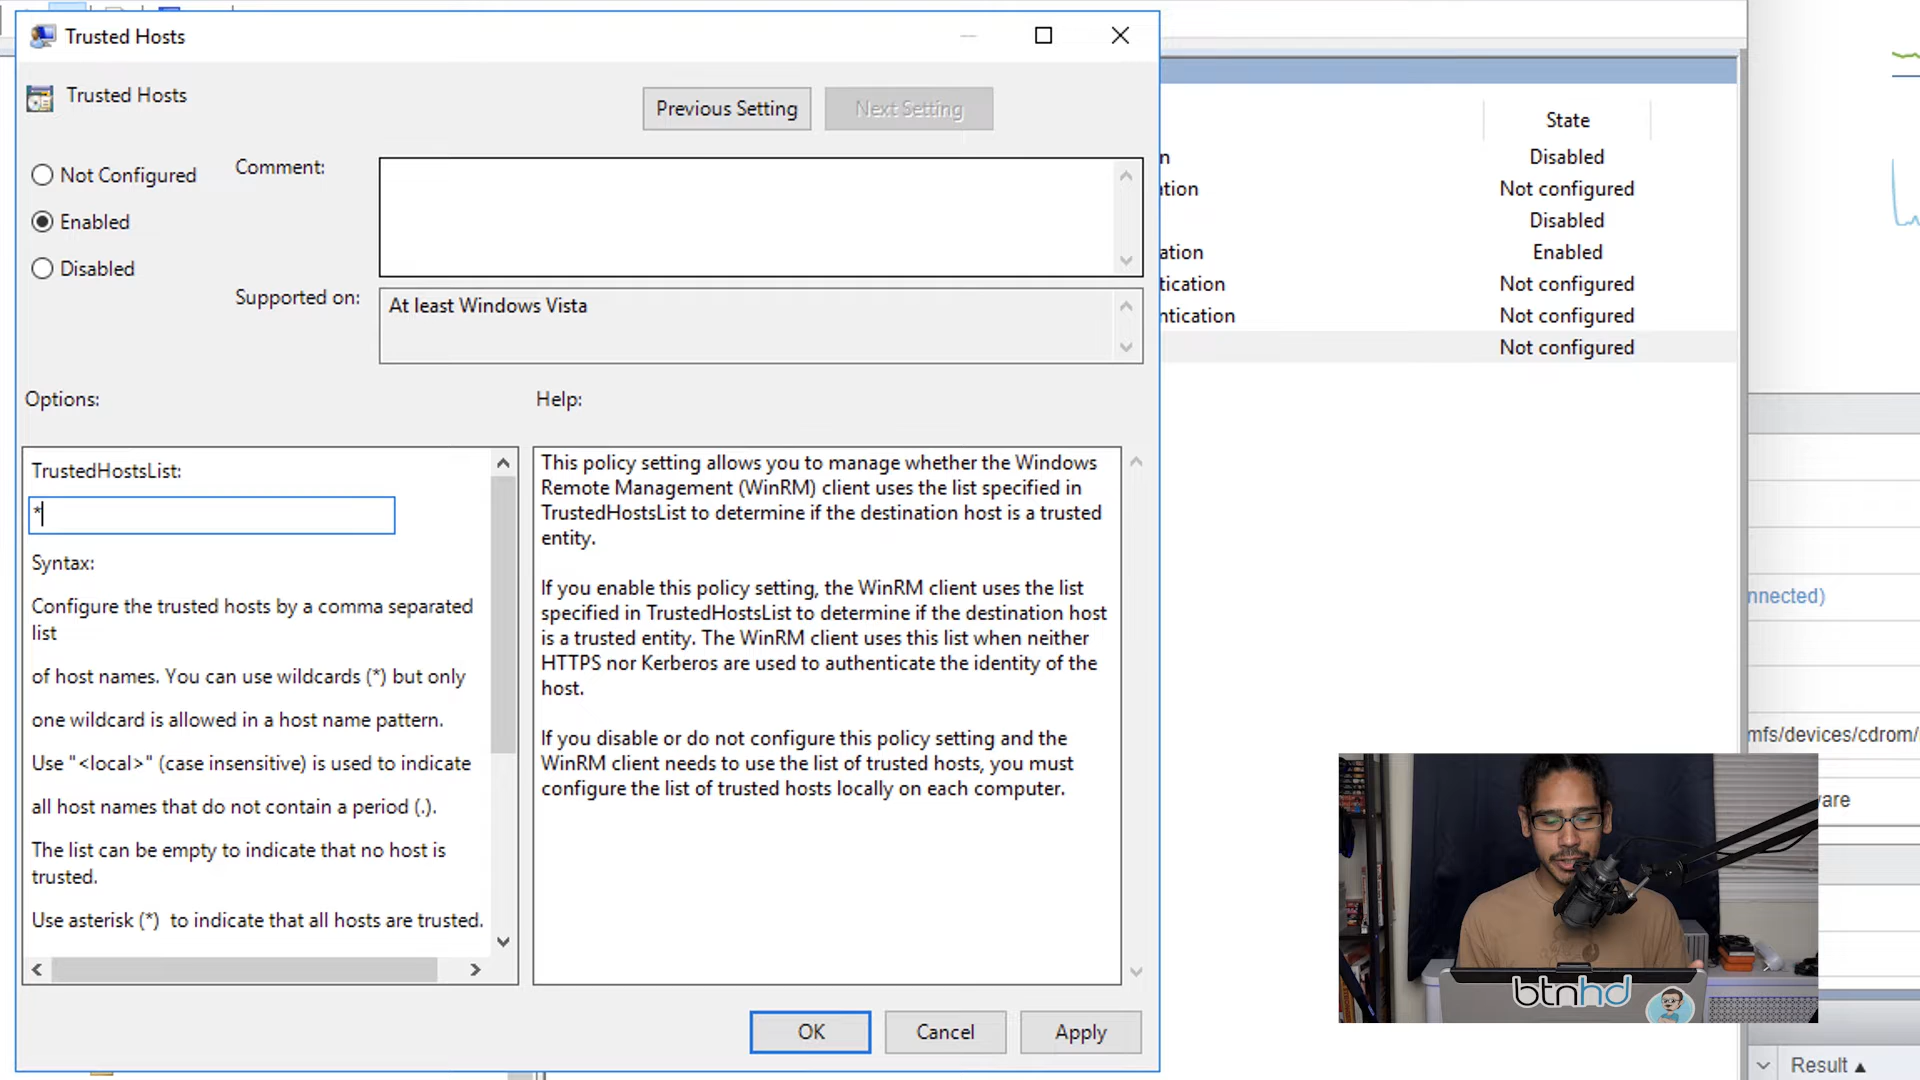 Trusted Hosts
Trusted Hosts
Previous Setting
Next Setting
Not Configured
Enabled
Disabled
Comment:
Supported on:
At least Windows Vista
Options:
Help:
TrustedHostsList:
*
Syntax:
Configure the trusted hosts by a comma separated
list
of host names. You can use wildcards (*) but only
one wildcard is allowed in a host name pattern.
Use "<local>" (case insensitive) is used to indicate
all host names that do not contain a period (.).
The list can be empty to indicate that no host is
trusted.
Use asterisk (*)  to indicate that all hosts are trusted.
This policy setting allows you to manage whether the Windows
Remote Management (WinRM) client uses the list specified in
TrustedHostsList to determine if the destination host is a trusted
entity.
If you enable this policy setting, the WinRM client uses the list
specified in TrustedHostsList to determine if the destination host
is a trusted entity. The WinRM client uses this list when neither
HTTPS nor Kerberos are used to authenticate the identity of the
host.
If you disable or do not configure this policy setting and the
WinRM client needs to use the list of trusted hosts, you must
configure the list of trusted hosts locally on each computer.
OK
Cancel
Apply
State
n Disabled
ation Not configured
Disabled
ation Enabled
tication Not configured
ntication Not configured
Not configured
nnected)
mfs/devices/cdrom/
are
btnhd
Result